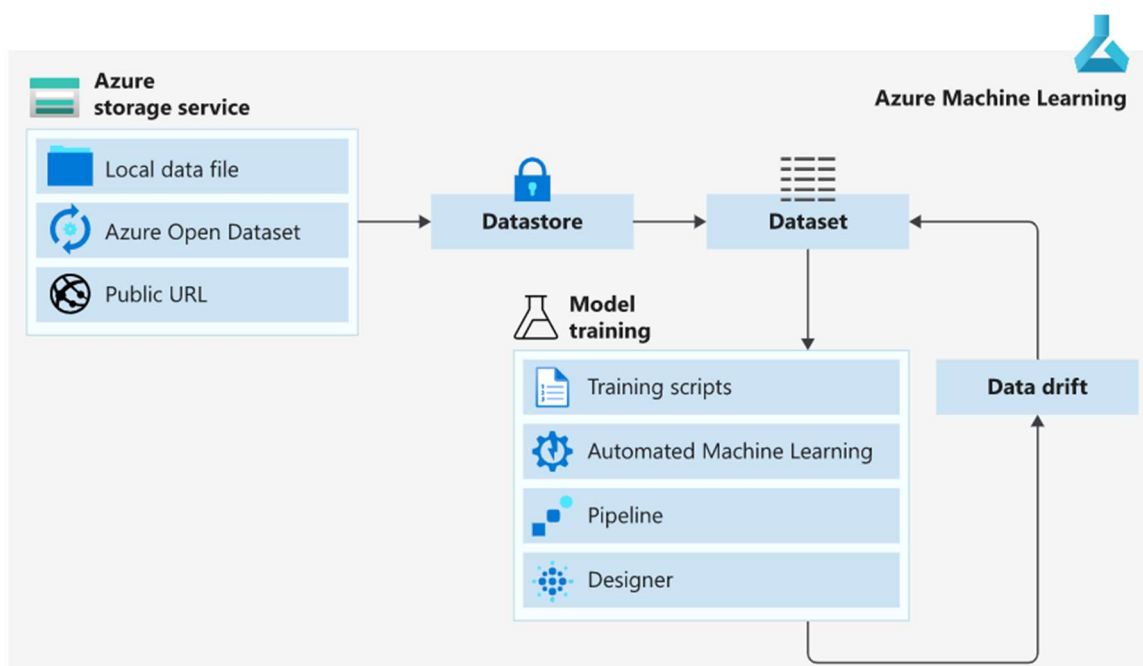 Azure
storage service
Azure Machine Learning
Local data file
Azure Open Dataset
Public URL
Datastore
Dataset
Model
training
Training scripts
Automated Machine Learning
Pipeline
Designer
Data drift